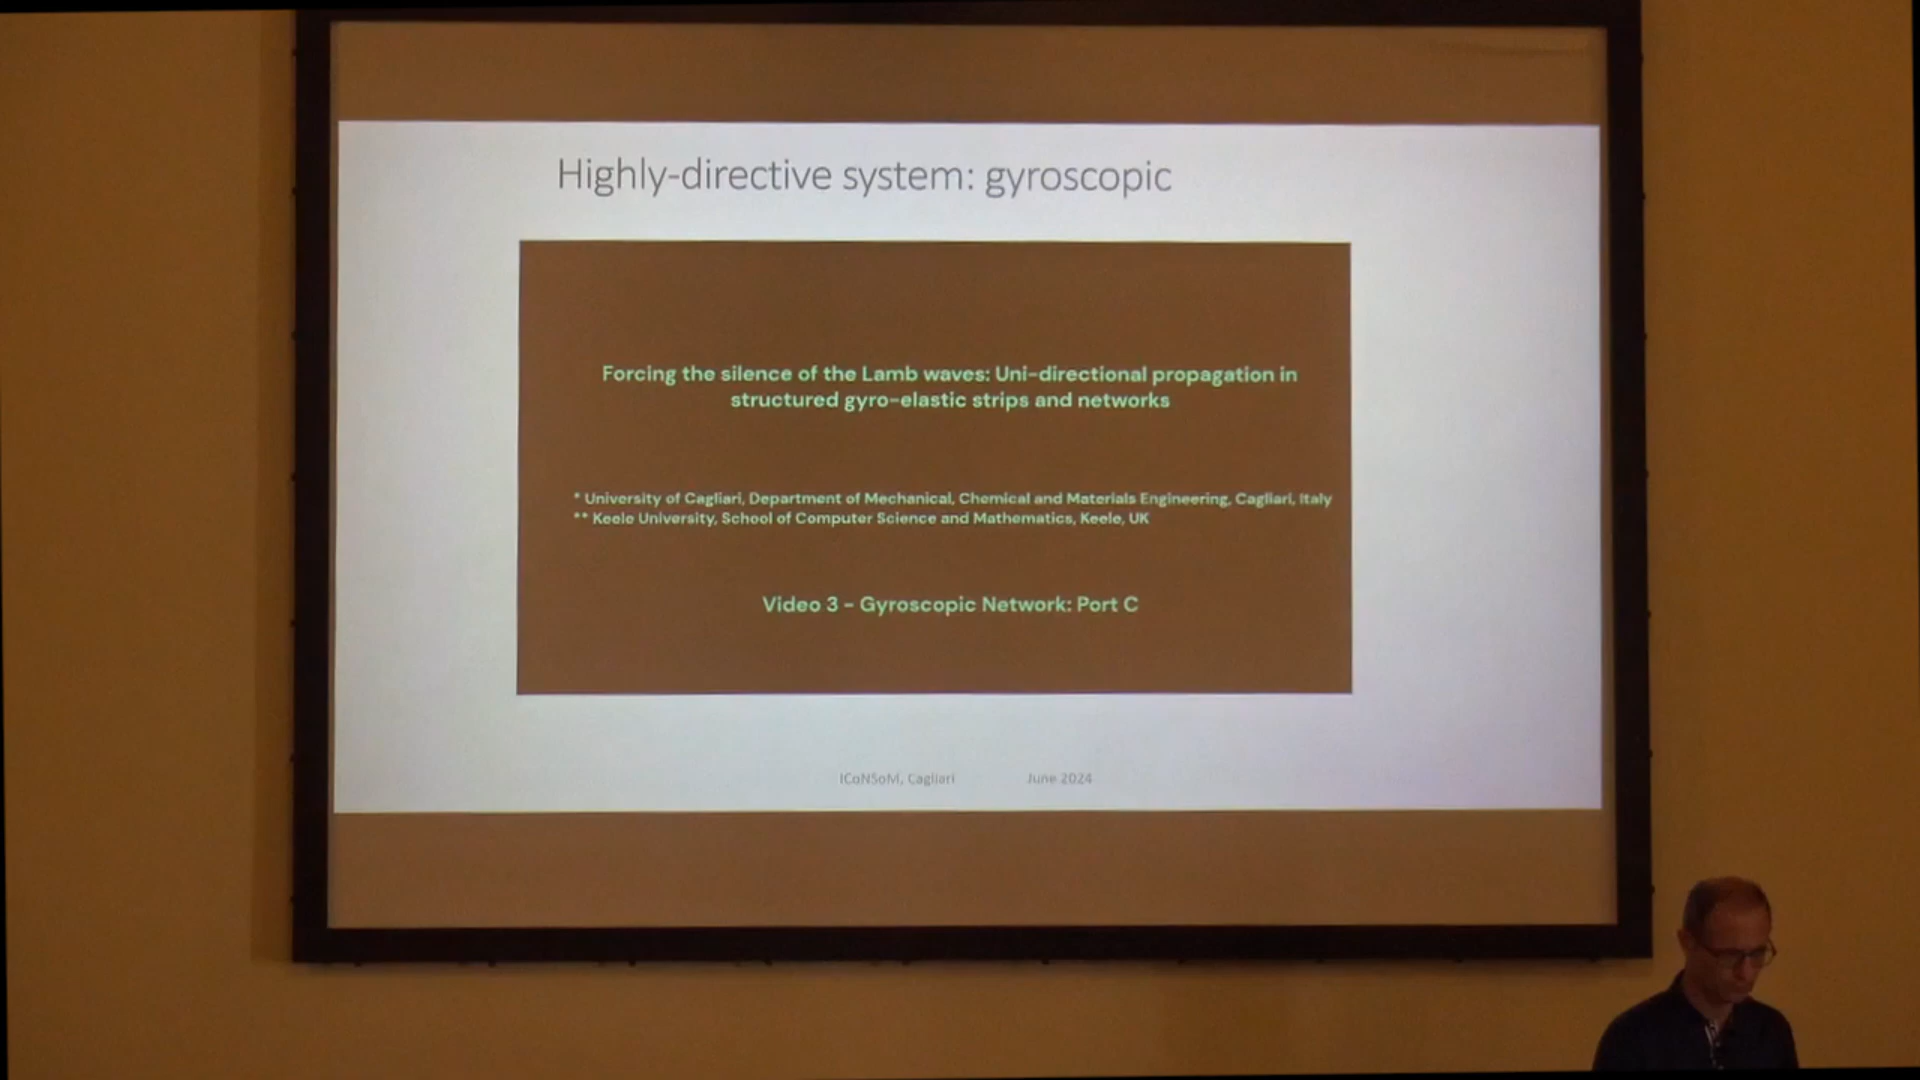 Highly-directive system: gyroscopic
Forcing the silence of the Lamb waves: Uni-directional propagation in
structured gyro-elastic strips and networks
* University of Cagliari, Department of Mechanical, Chemical and Materials Engineering, Cagliari, Italy
** Keele University, School of Computer Science and Mathematics, Keele, UK
Video 3 - Gyroscopic Network: Port C
ICoNSoM, Cagliari June 2024